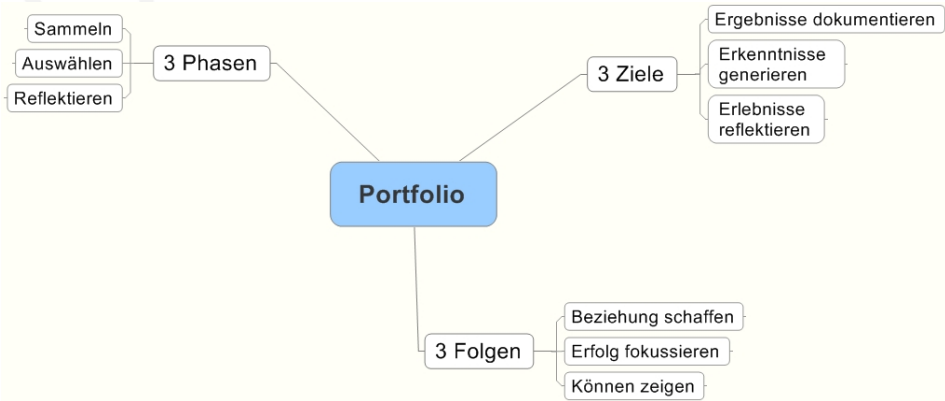 Sammeln
Auswählen
Reflektieren
3 Phasen
3 Ziele
Ergebnisse dokumentieren
Erkenntnisse
generieren
Erlebnisse
reflektieren
Portfolio
3 Folgen
Beziehung schaffen
Erfolg fokussieren
Können zeigen